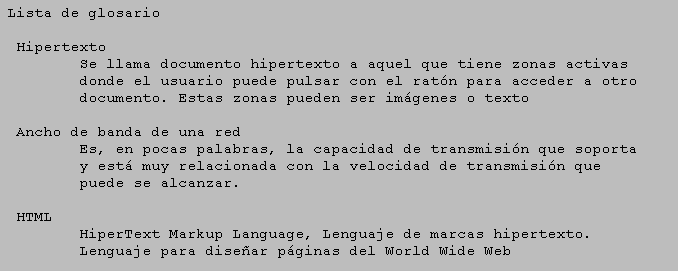 Lista de glosario
Hipertexto
Se llama documento hipertexto a aquel que tiene zonas activas
donde el usuario puede pulsar con el ratón para acceder a otro
documento. Estas zonas pueden ser imágenes o texto
Ancho de banda de una red
Es, en pocas palabras, la capacidad de transmisión que soporta
y está muy relacionada con la velocidad de transmisión que
puede se alcanzar.
HTML
HiperText Markup Language, Lenguaje de marcas hipertexto.
Lenguaje para diseñar páginas del World Wide Web